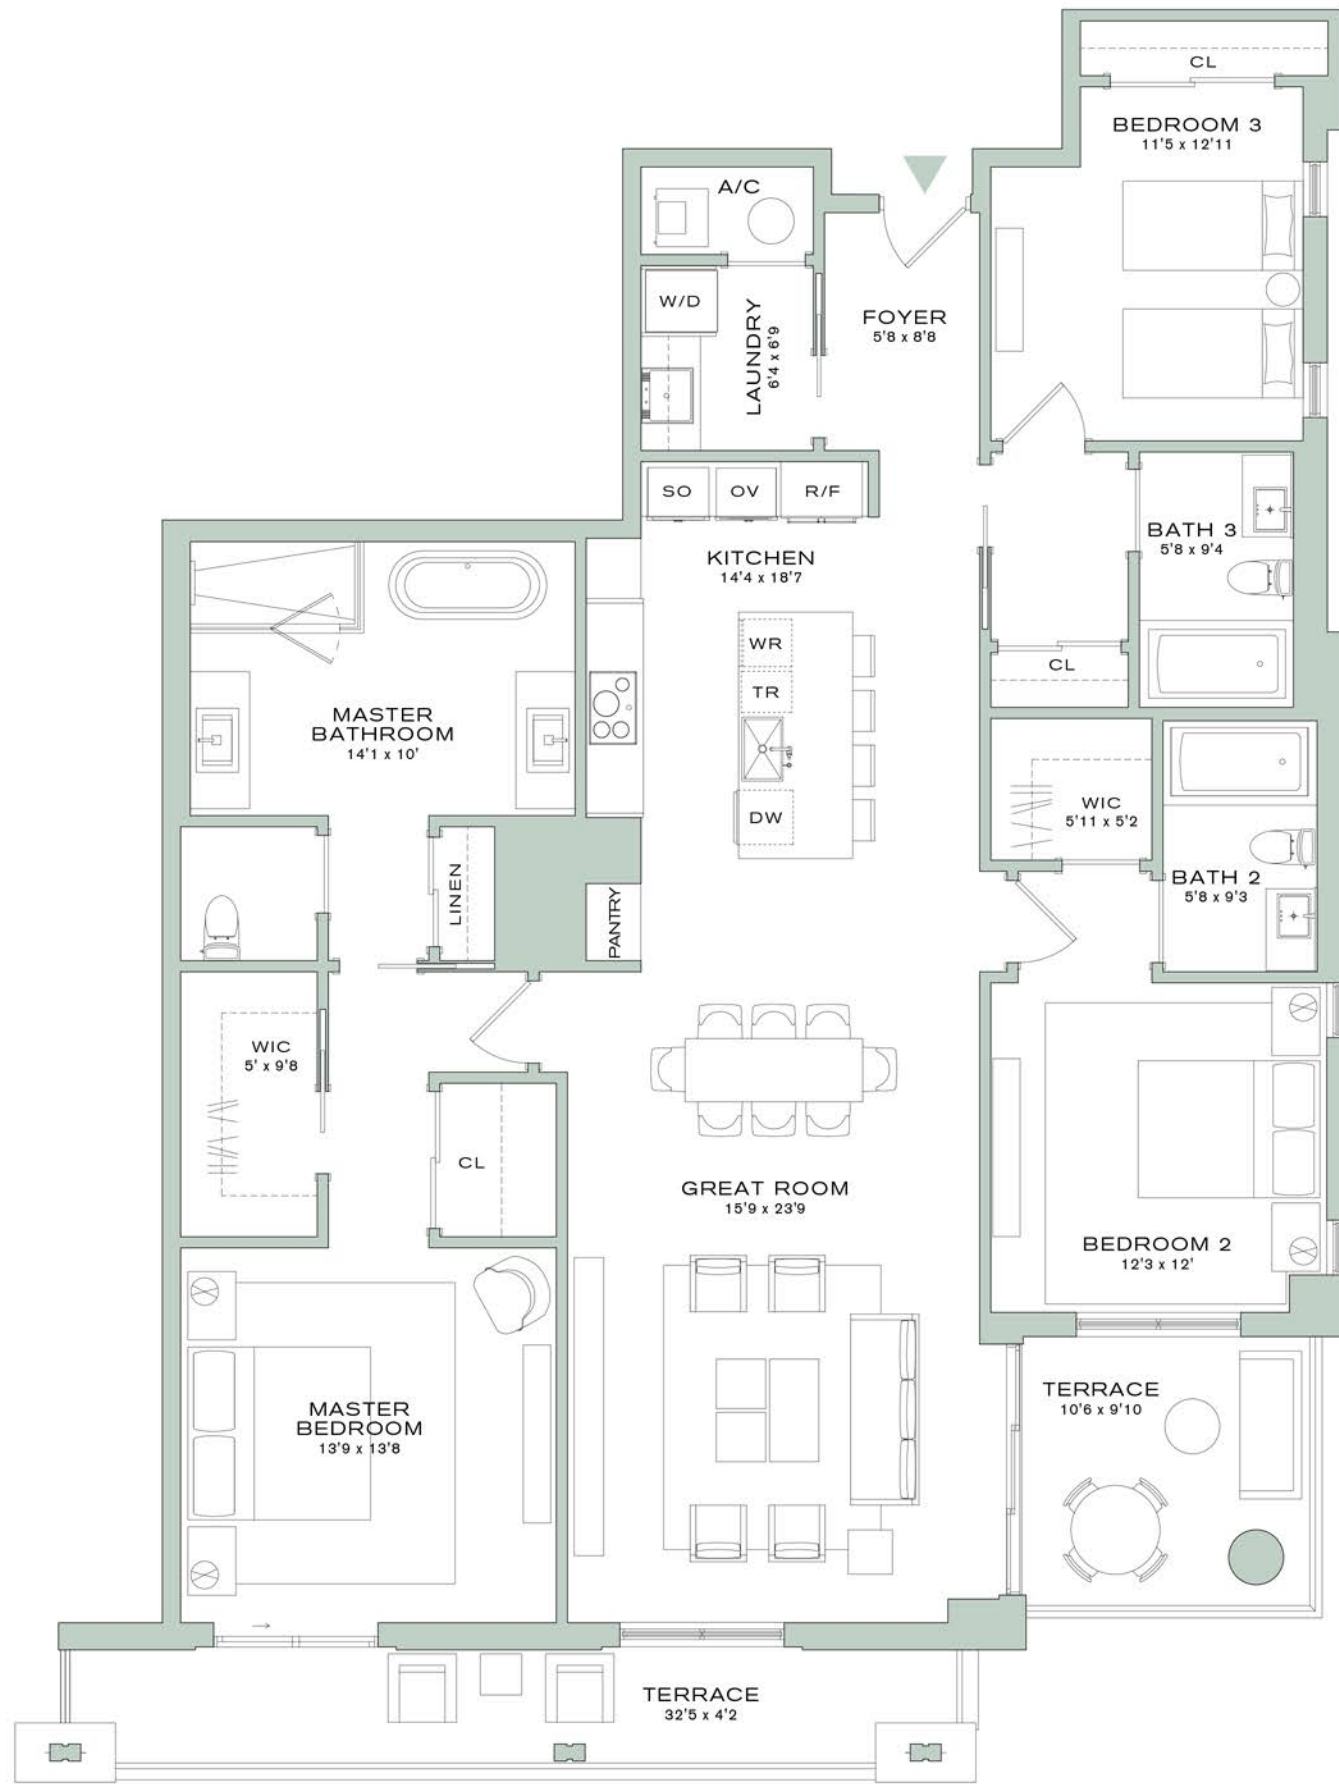 CL
BEDROOM 3
11'5 x 12'11
A/C
W/D
LAUNDRY
6'4 x 6'9
FOYER
5'8 x 8'8
SO
OV
R/F
KITCHEN
14'4 x 18'7
BATH 3
5'8 x 9'4
WR
TR
DW
CL
MASTER
BATHROOM
14'1 x 10'
WIC
5'11 x 5'2
BATH 2
5'8 x 9'3
LINEN
PANTRY
WIC
5' x 9'8
CL
GREAT ROOM
15'9 x 23'9
BEDROOM 2
12'3 x 12'
MASTER
BEDROOM
13'9 x 13'8
TERRACE
10'6 x 9'10
TERRACE
32'5 x 4'2